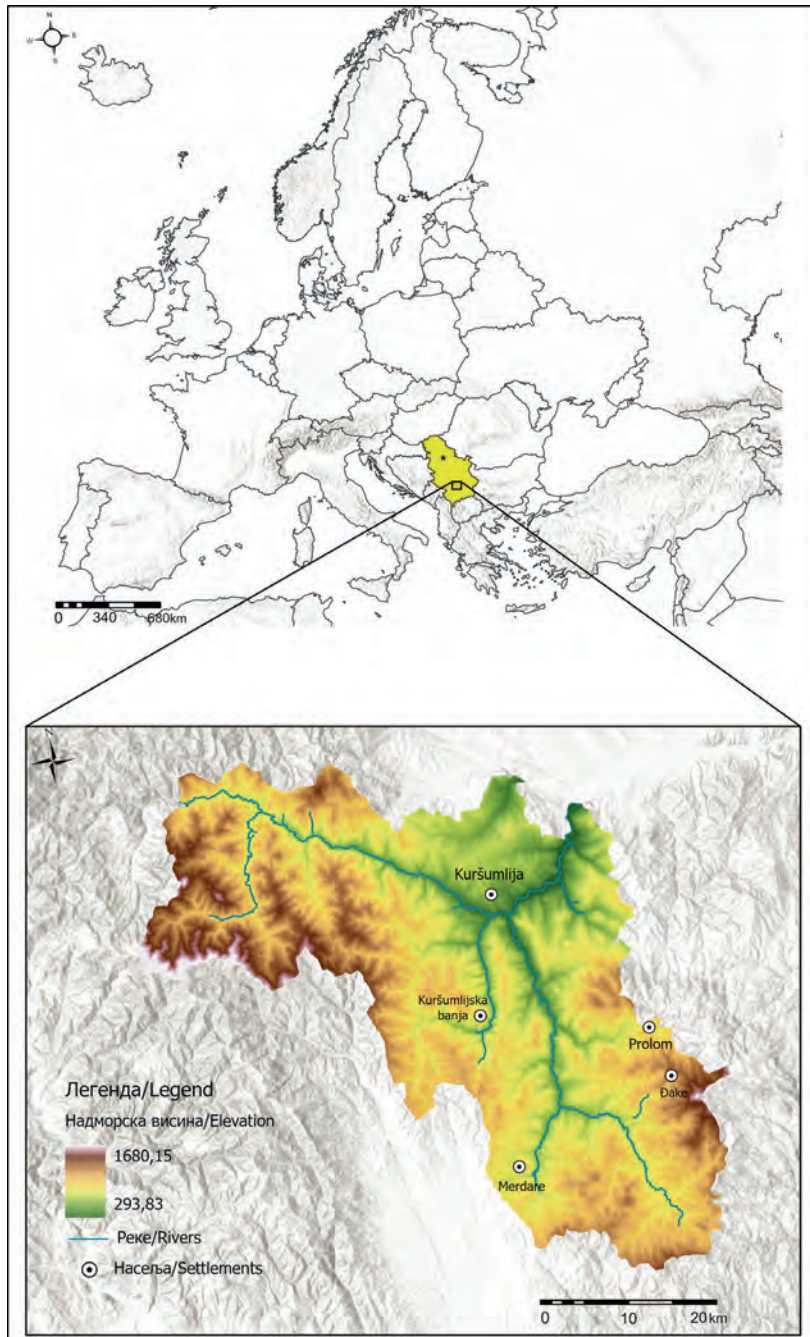 N
W
S
S
0 340 680km
N
Kuršumlija
Kuršumlijska
banja
Prolom
Đake
Merdare
Легенда/Legend
Надморска висина/Elevation
1680,15
293,83
Реке/Rivers
Насеља/Settlements
0 10 20km